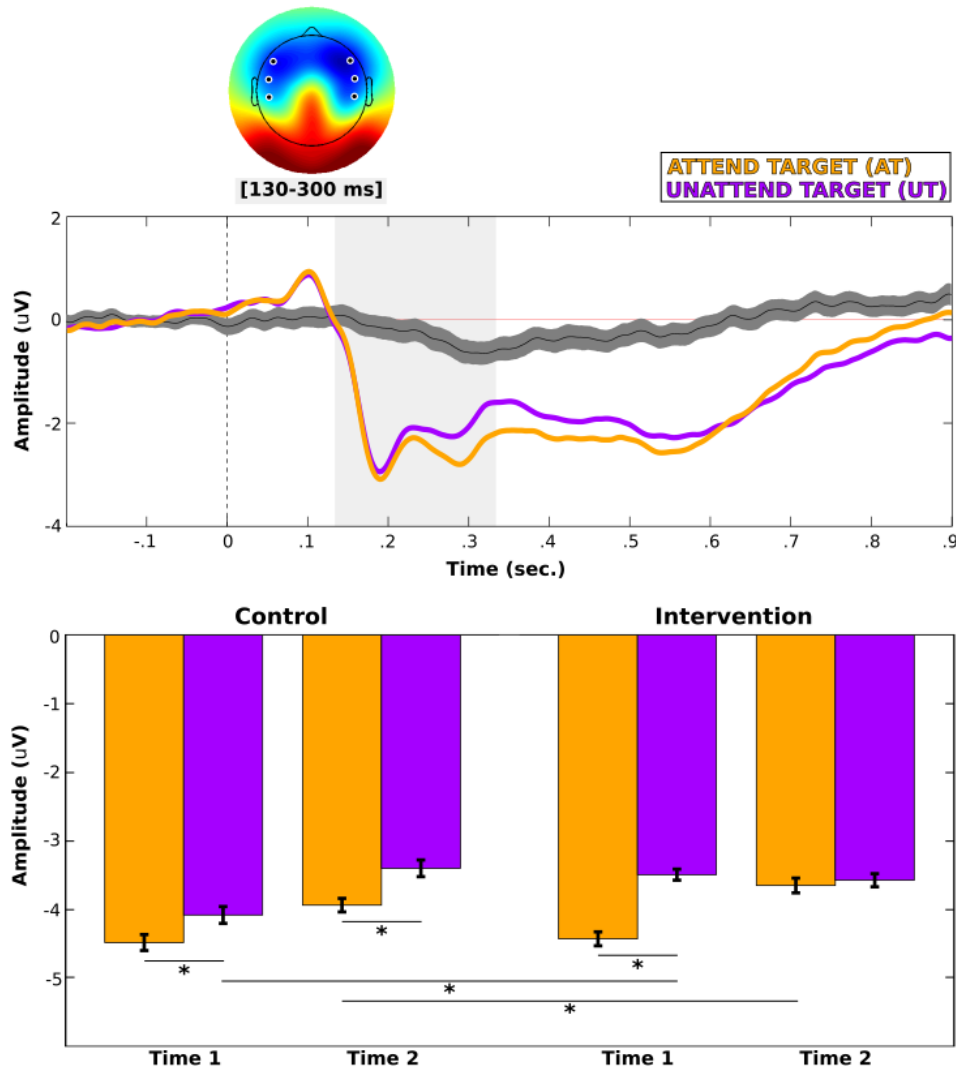 [130-300 ms]
ATTEND TARGET (AT)
UNATTEND TARGET (UT)
Amplitude (uV)
2
0
-2
-4
-.1 0 .1 .2 .3 .4 .5 .6 .7 .8 .9
Time (sec.)
Control Intervention
Amplitude (uV)
0
-1
-2
-3
-4
-5
* * * * *
Time 1 Time 2 Time 1 Time 2